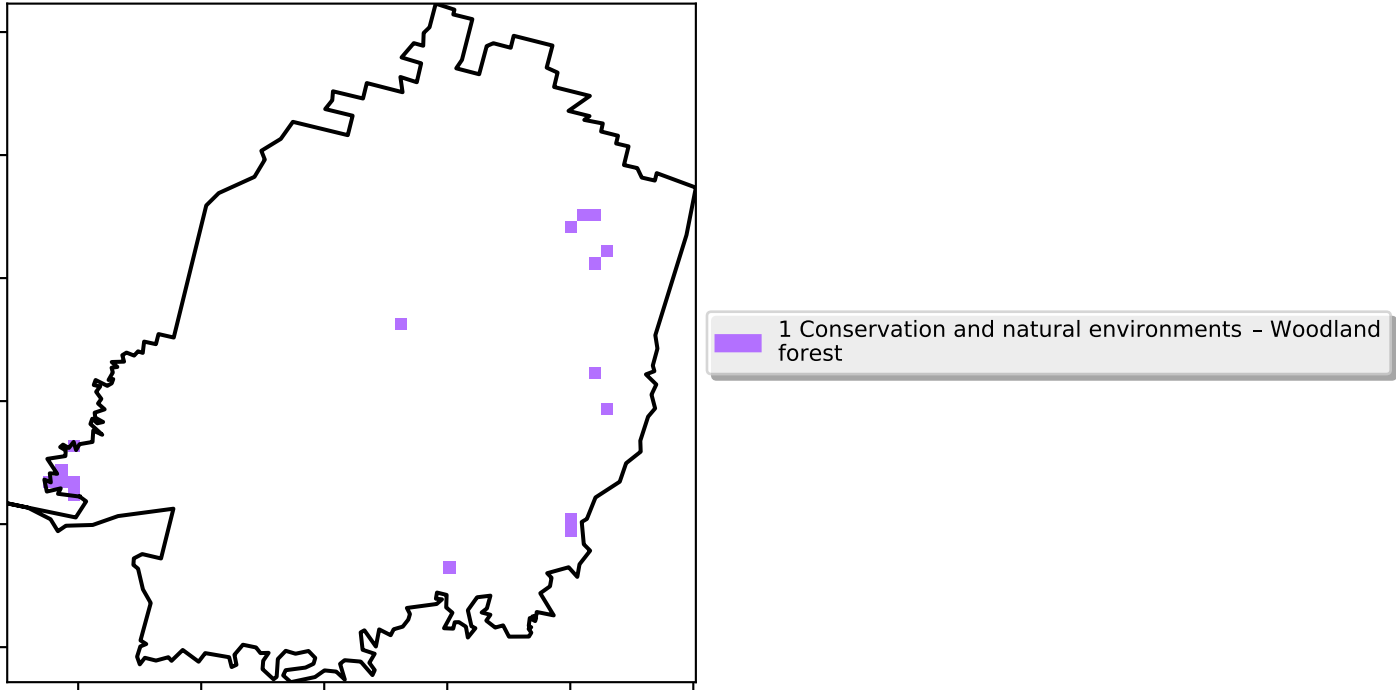 1 Conservation and natural environments – Woodland
forest